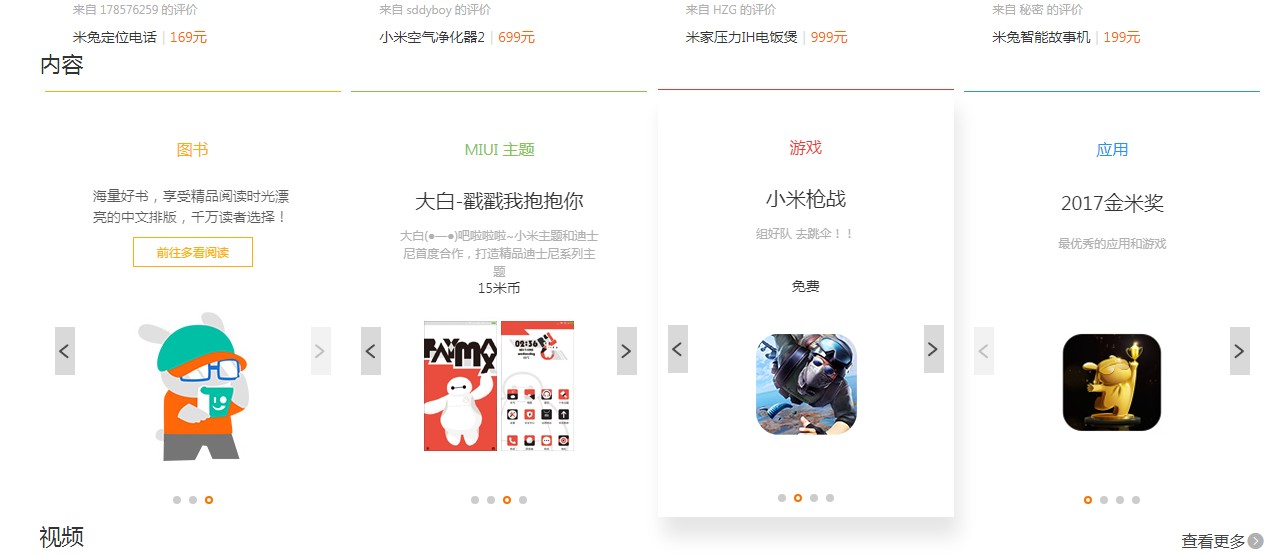 来自 178576259 的评价
来自 sddyboy 的评价
来自 HZG 的评价
来自 秘密 的评价
米兔定位电话 | 169元
小米空气净化器2 | 699元
米家压力IH电饭煲 | 999元
米兔智能故事机 | 199元
内容
图书
海量好书，享受精品阅读时光漂
亮的中文排版，千万读者选择！
前往多看阅读
MIUI 主题
大白-戳戳我抱抱你
大白(●—●)吧啦啦啦~小米主题和迪士
尼首度合作，打造精品迪士尼系列主
题
15米币
BAYMAX
02:36
游戏
小米枪战
组好队 去跳伞！！
免费
应用
2017金米奖
最优秀的应用和游戏
视频
查看更多